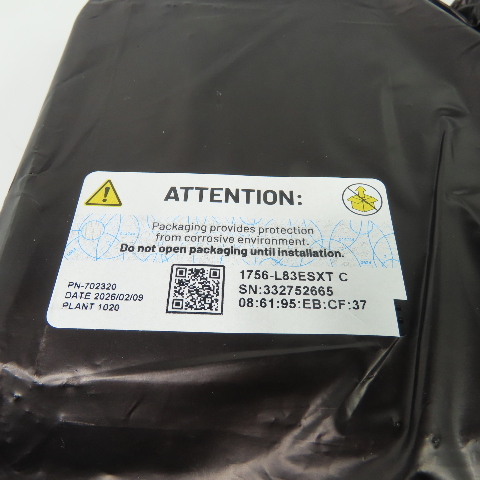 ATTENTION:
Packaging provides protection
from corrosive environment.
Do not open packaging until installation.
PN-702320
DATE 2026/02/09
PLANT 1020
1756-L83ESXT C
SN:332752665
08:61:95:EB:CF:37